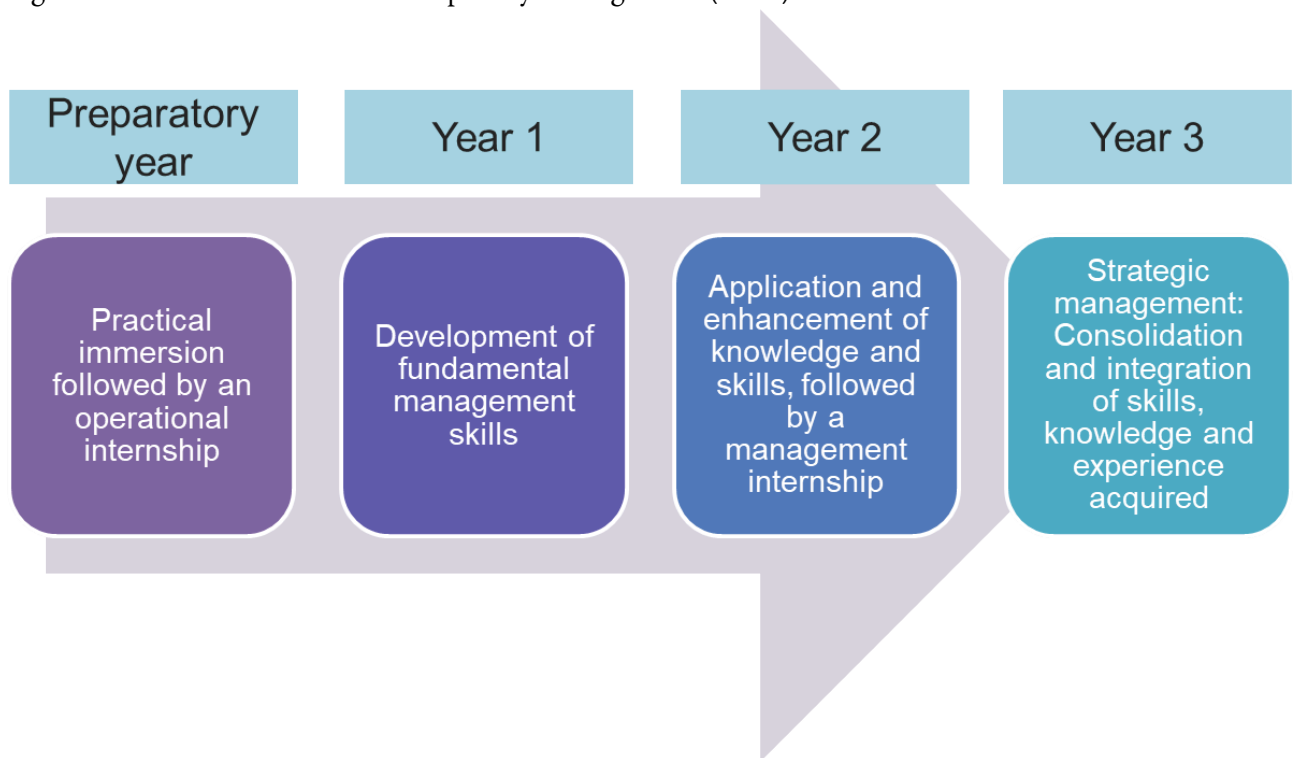 Preparatory
year
Year 1
Year 2
Year 3
Practical
immersion
followed by an
operational
internship
Development of
fundamental
management
skills
Application and
enhancement of
knowledge and
skills, followed
by a
management
internship
Strategic
management:
Consolidation
and integration
of skills,
knowledge and
experience
acquired